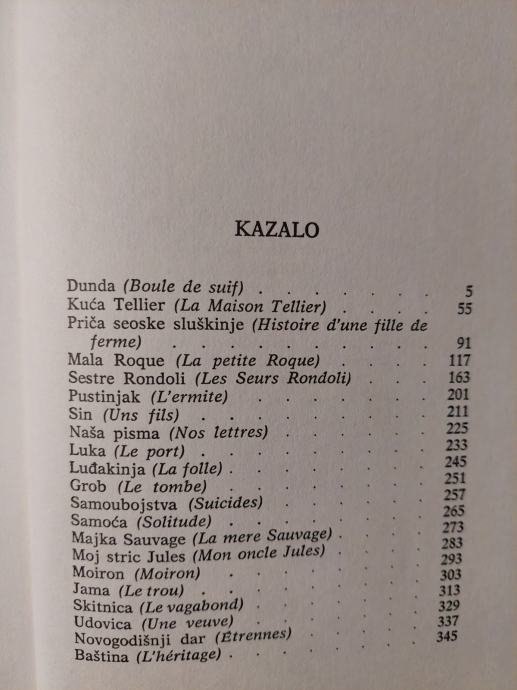 KAZALO
Dunda (Boule de suif) . . . . . . 5
Kuća Tellier (La Maison Tellier) . . . . 55
Priča seoske sluškinje (Histoire d'une fille de
ferme) . . . . . . . . . 91
Mala Roque (La petite Roque) . . . . 117
Sestre Rondoli (Les Seurs Rondoli) . . . 163
Pustinjak (L'ermite) . . . . . . 201
Sin (Uns fils) . . . . . . . 211
Naša pisma (Nos lettres) . . . . . 225
Luka (Le port) . . . . . . . 233
Luđakinja (La folle) . . . . . . 245
Grob (Le tombe) . . . . . . 251
Samoubojstva (Suicides) . . . . . 257
Samoća (Solitude) . . . . . . 265
Majka Sauvage (La mere Sauvage) . . . . 273
Moj stric Jules (Mon oncle Jules) . . . . 283
Moiron (Moiron) . . . . . . 293
Jama (Le trou) . . . . . . . 303
Skitnica (Le vagabond) . . . . . 313
Udovica (Une veuve) . . . . . . 329
Novogodišnji dar (Étrennes) . . . . 337
Baština (L'héritage) . . . . . . 345